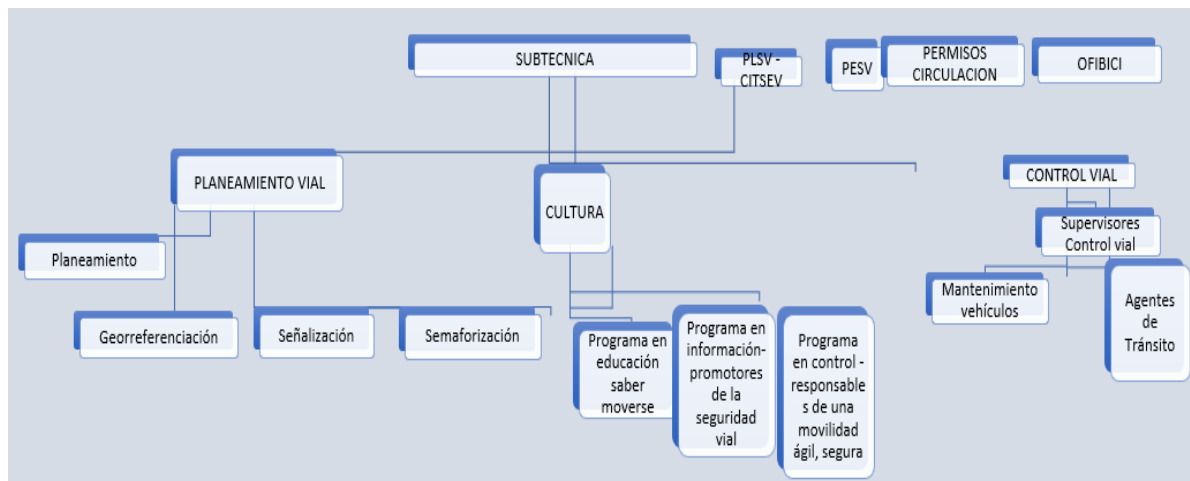 SUBTECNICA
PLSV -
CITSEV
PESV
PERMISOS
CIRCULACION
OFIBICI
PLANEAMIENTO VIAL
CULTURA
CONTROL VIAL
Supervisores
Control vial
Planeamiento
Georreferenciación
Señalización
Semaforización
Programa en
educación
saber
moverse
Programa en
información-
promotores
de la
seguridad
vial
Programa
en control -
responsable
s de una
movilidad
ágil, segura
Mantenimiento
vehículos
Agentes
de
Tránsito